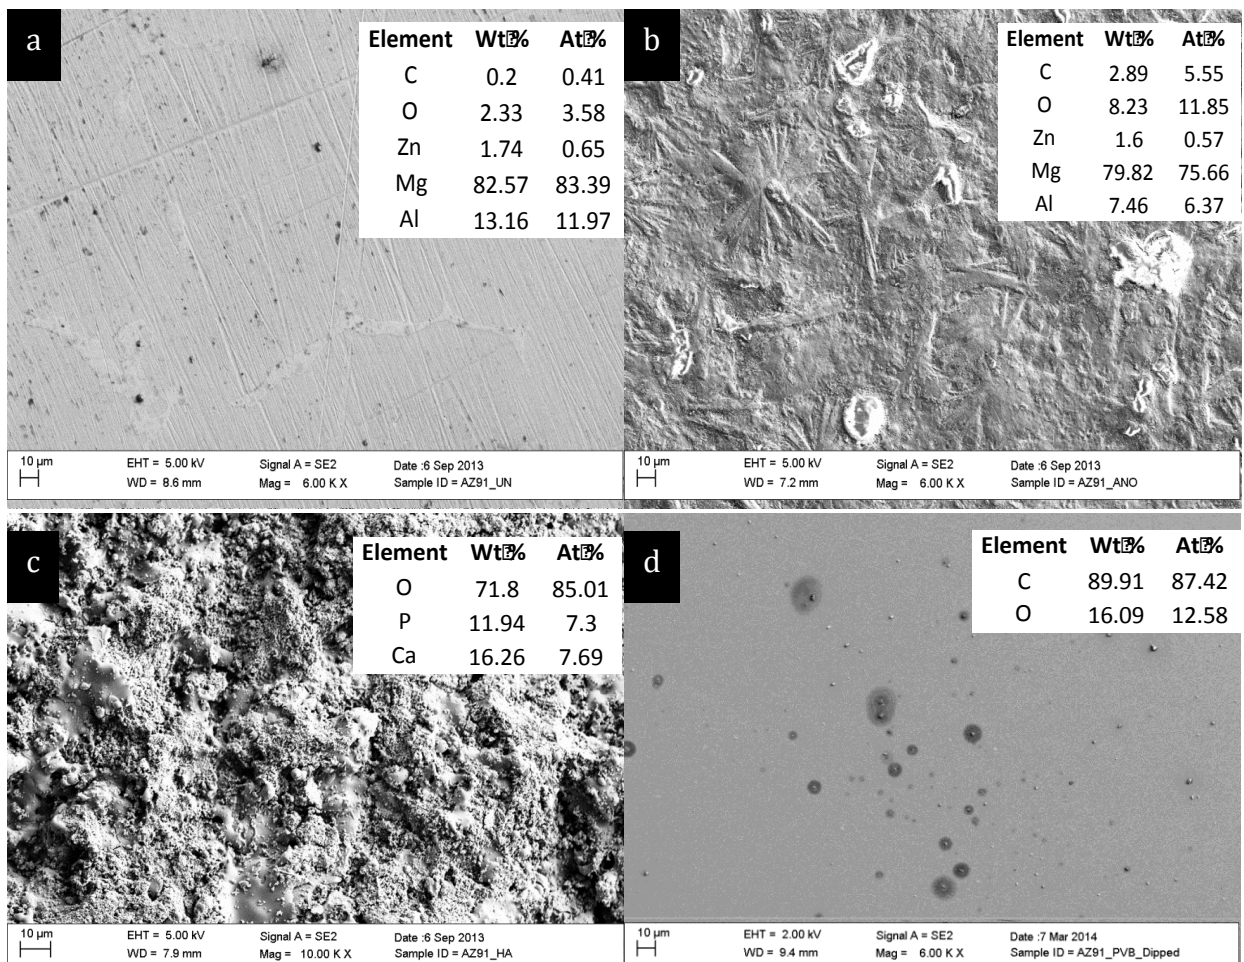 a
Element Wt�% At�%
C 0.2 0.41
O 2.33 3.58
Zn 1.74 0.65
Mg 82.57 83.39
Al 13.16 11.97
10 µm EHT = 5.00 kV Signal A = SE2 Date :6 Sep 2013
WD = 8.6 mm Mag = 6.00 K X Sample ID = AZ91_UN
b
Element Wt�% At�%
C 2.89 5.55
O 8.23 11.85
Zn 1.6 0.57
Mg 79.82 75.66
Al 7.46 6.37
10 µm EHT = 5.00 kV Signal A = SE2 Date :6 Sep 2013
WD = 7.2 mm Mag = 6.00 K X Sample ID = AZ91_ANO
c
Element Wt�% At�%
O 71.8 85.01
P 11.94 7.3
Ca 16.26 7.69
10 µm EHT = 5.00 kV Signal A = SE2 Date :6 Sep 2013
WD = 7.9 mm Mag = 10.00 K X Sample ID = AZ91_HA
d
Element Wt�% At�%
C 89.91 87.42
O 16.09 12.58
10 µm EHT = 2.00 kV Signal A = SE2 Date :7 Mar 2014
WD = 9.4 mm Mag = 6.00 K X Sample ID = AZ91_PVB_Dipped